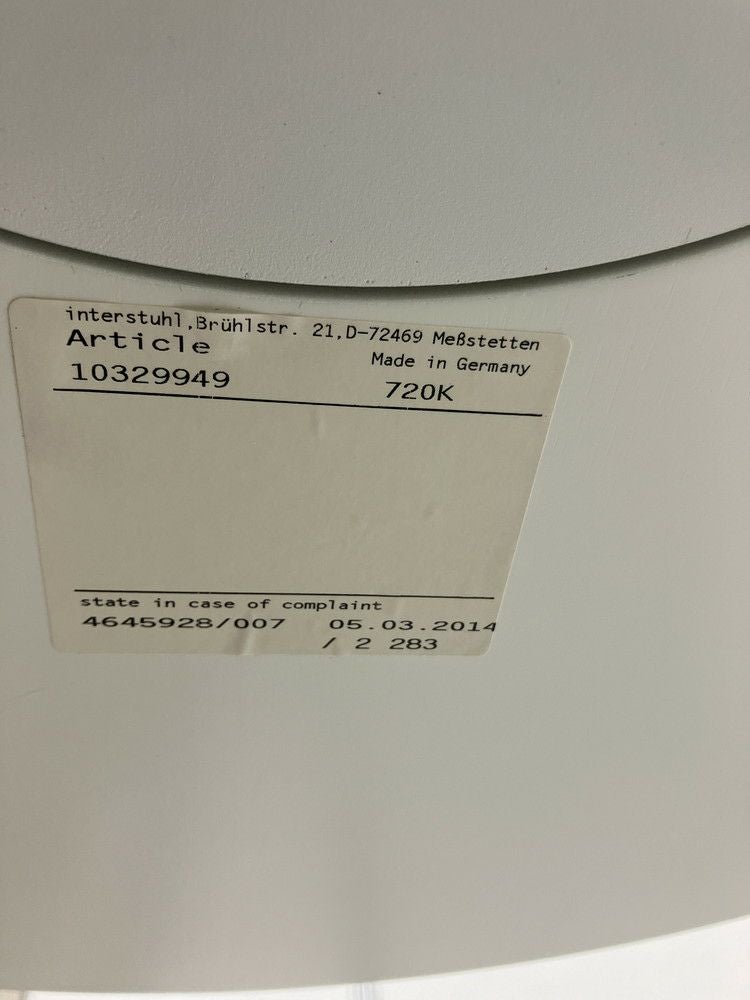 interstuhl,Brühlstr. 21,D-72469 Meßstetten
Article
Made in Germany
10329949 720K
state in case of complaint
4645928/007 05.03.2014
/ 2 283